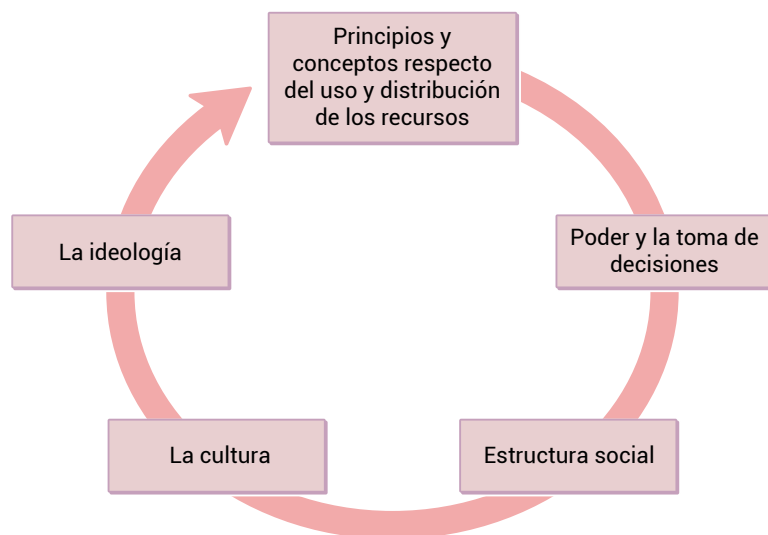 Principios y
conceptos respecto
del uso y distribución
de los recursos
Poder y la toma de
decisiones
Estructura social
La cultura
La ideología